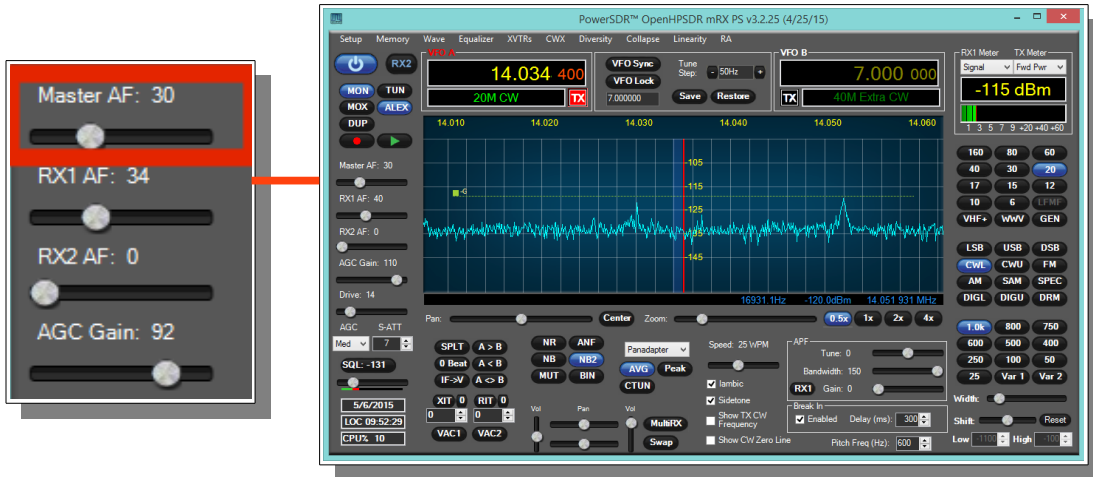 Master AF: 30
RX1 AF: 34
RX2 AF: 0
AGC Gain: 92
PowerSDR™ OpenHPSDR mRX PS v3.2.25 (4/25/15)
Setup Memory Wave Equalizer XVTRs CWX Diversity Collapse Linearity RA
RX2
MON TUN
MOX ALEX
DUP
VFO A
14.034 400
20M CW TX
VFO Sync
VFO Lock
Tune Step: - 50Hz +
7.000000 Save Restore
VFO B
7.000 000
TX 40M Extra CW
RX1 Meter TX Meter
Signal Fwd Pwr
-115 dBm
1 3 5 7 9 +20 +40 +60
14.010 14.020 14.030 14.040 14.050 14.060
-105
-115
-125
-135
-145
-G
16931.1Hz -120.0dBm 14.051 931 MHz
Master AF: 30
RX1 AF: 40
RX2 AF: 0
AGC Gain: 110
Drive: 14
AGC S-ATT
Med 7
SQL: -131
5/6/2015
LOC 09:52:29
CPU% 10
Pan: Center Zoom: 0.5x 1x 2x 4x
SPLT A > B
0 Beat A < B
IF->V A <> B
XIT 0 RIT 0
0 0
VAC1 VAC2
NR ANF
NB NB2
MUT BIN
Panadapter
AVG Peak
CTUN
Vol Pan Vol
MultiRX
Swap
Speed: 25 WPM
Iambic
Sidetone
Show TX CW Frequency
Show CW Zero Line
APF
Tune: 0
Bandwidth: 150
RX1 Gain: 0
Break In
Enabled Delay (ms): 300
Pitch Freq (Hz): 600
160 80 60
40 30 20
17 15 12
10 6 LFMF
VHF+ WWV GEN
LSB USB DSB
CWL CWU FM
AM SAM SPEC
DIGL DIGU DRM
1.0k 800 750
600 500 400
250 100 50
25 Var 1 Var 2
Width:
Shift: Reset
Low -1100 High -100